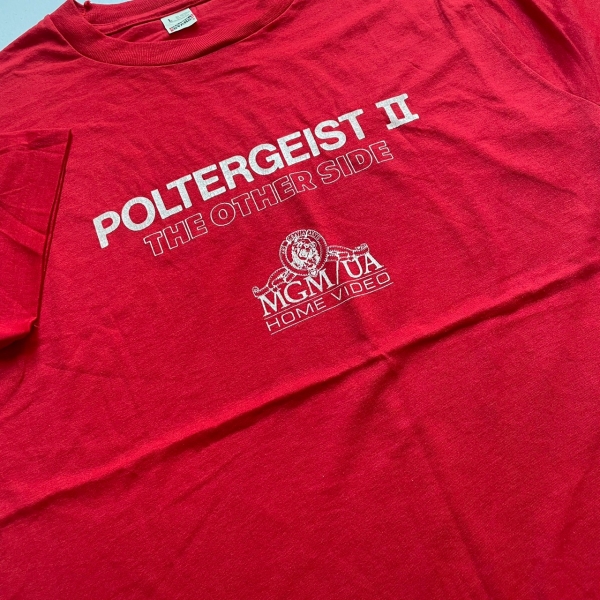 POLTERGEIST II
THE OTHER SIDE
MGM/UA
HOME VIDEO